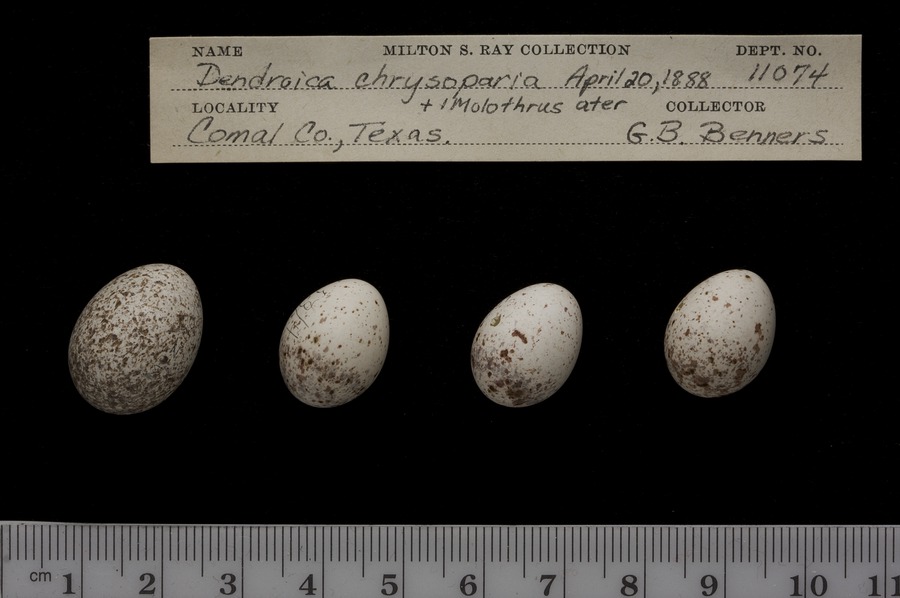 NAME MILTON S. RAY COLLECTION DEPT. NO.
Dendroica chrysoparia April 20, 1888 11074
LOCALITY + 1 Molothrus ater COLLECTOR
Comal Co., Texas. G.B. Benners
cm 1 2 3 4 5 6 7 8 9 10 11